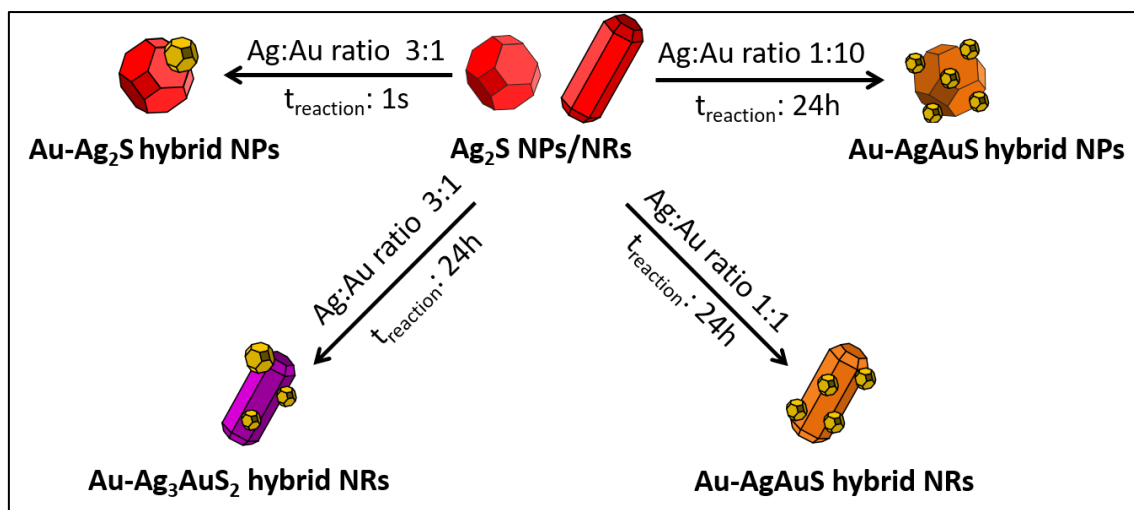 Ag:Au ratio 3:1
t_reaction: 1s
Au-Ag₂S hybrid NPs
Ag₂S NPs/NRs
Ag:Au ratio 1:10
t_reaction: 24h
Au-AgAuS hybrid NPs
Ag:Au ratio 3:1
t_reaction: 24h
Au-Ag₃AuS₂ hybrid NRs
Ag:Au ratio 1:1
t_reaction: 24h
Au-AgAuS hybrid NRs